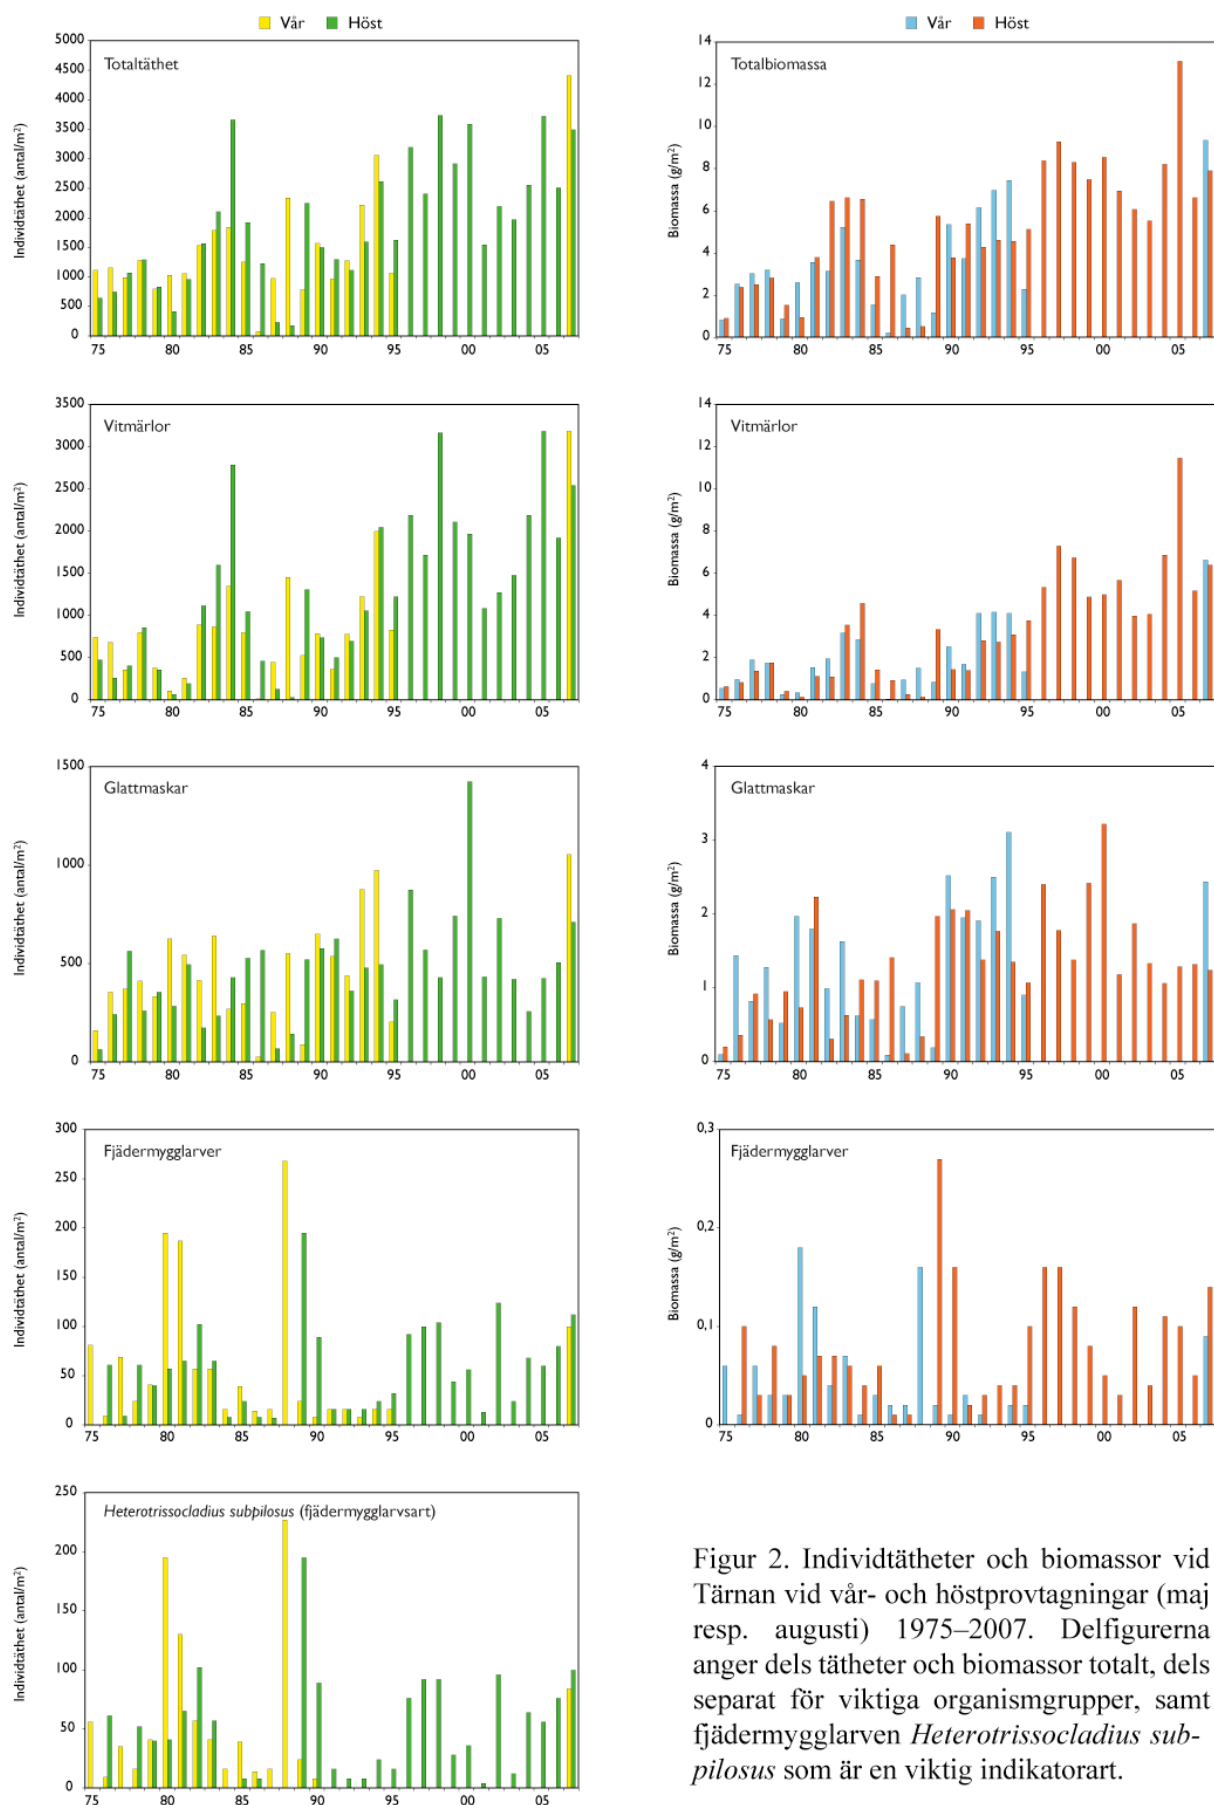 Vår Höst
Individtäthet (antal/m²)
5000
4500
4000
3500
3000
2500
2000
1500
1000
500
0
Totaltäthet
75 80 85 90 95 00 05
Individtäthet (antal/m²)
3500
3000
2500
2000
1500
1000
500
0
Vitmärlor
75 80 85 90 95 00 05
Individtäthet (antal/m²)
1500
1000
500
0
Glattmaskar
75 80 85 90 95 00 05
Individtäthet (antal/m²)
300
250
200
150
100
50
0
Fjädermygglarver
75 80 85 90 95 00 05
Individtäthet (antal/m²)
250
200
150
100
50
0
Heterotrissocladius subpilosus (fjädermygglarvsart)
75 80 85 90 95 00 05
Vår Höst
Biomassa (g/m²)
14
12
10
8
6
4
2
0
Totalbiomassa
75 80 85 90 95 00 05
Biomassa (g/m²)
14
12
10
8
6
4
2
0
Vitmärlor
75 80 85 90 95 00 05
Biomassa (g/m²)
4
3
2
1
0
Glattmaskar
75 80 85 90 95 00 05
Biomassa (g/m²)
0,3
0,2
0,1
0
Fjädermygglarver
75 80 85 90 95 00 05
Figur 2. Individtätheter och biomassor vid
Tärnan vid vår- och höstprovtagningar (maj
resp. augusti) 1975–2007. Delfigurerna
anger dels tätheter och biomassor totalt, dels
separat för viktiga organismgrupper, samt
fjädermygglarven Heterotrissocladius sub-
pilosus som är en viktig indikatorart.